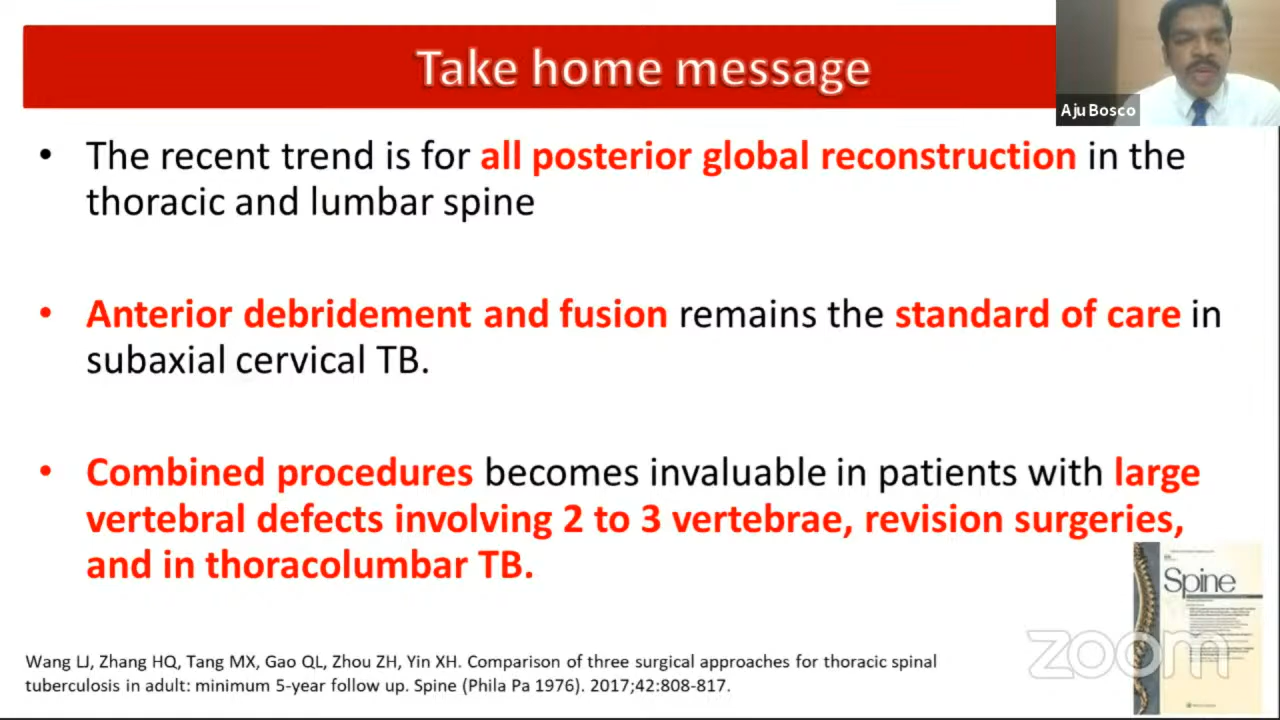 Take home message
Aju Bosco
• The recent trend is for all posterior global reconstruction in the
thoracic and lumbar spine
• Anterior debridement and fusion remains the standard of care in
subaxial cervical TB.
• Combined procedures becomes invaluable in patients with large
vertebral defects involving 2 to 3 vertebrae, revision surgeries,
and in thoracolumbar TB.
Spine
zoom
Wang LJ, Zhang HQ, Tang MX, Gao QL, Zhou ZH, Yin XH. Comparison of three surgical approaches for thoracic spinal
tuberculosis in adult: minimum 5-year follow up. Spine (Phila Pa 1976). 2017;42:808-817.